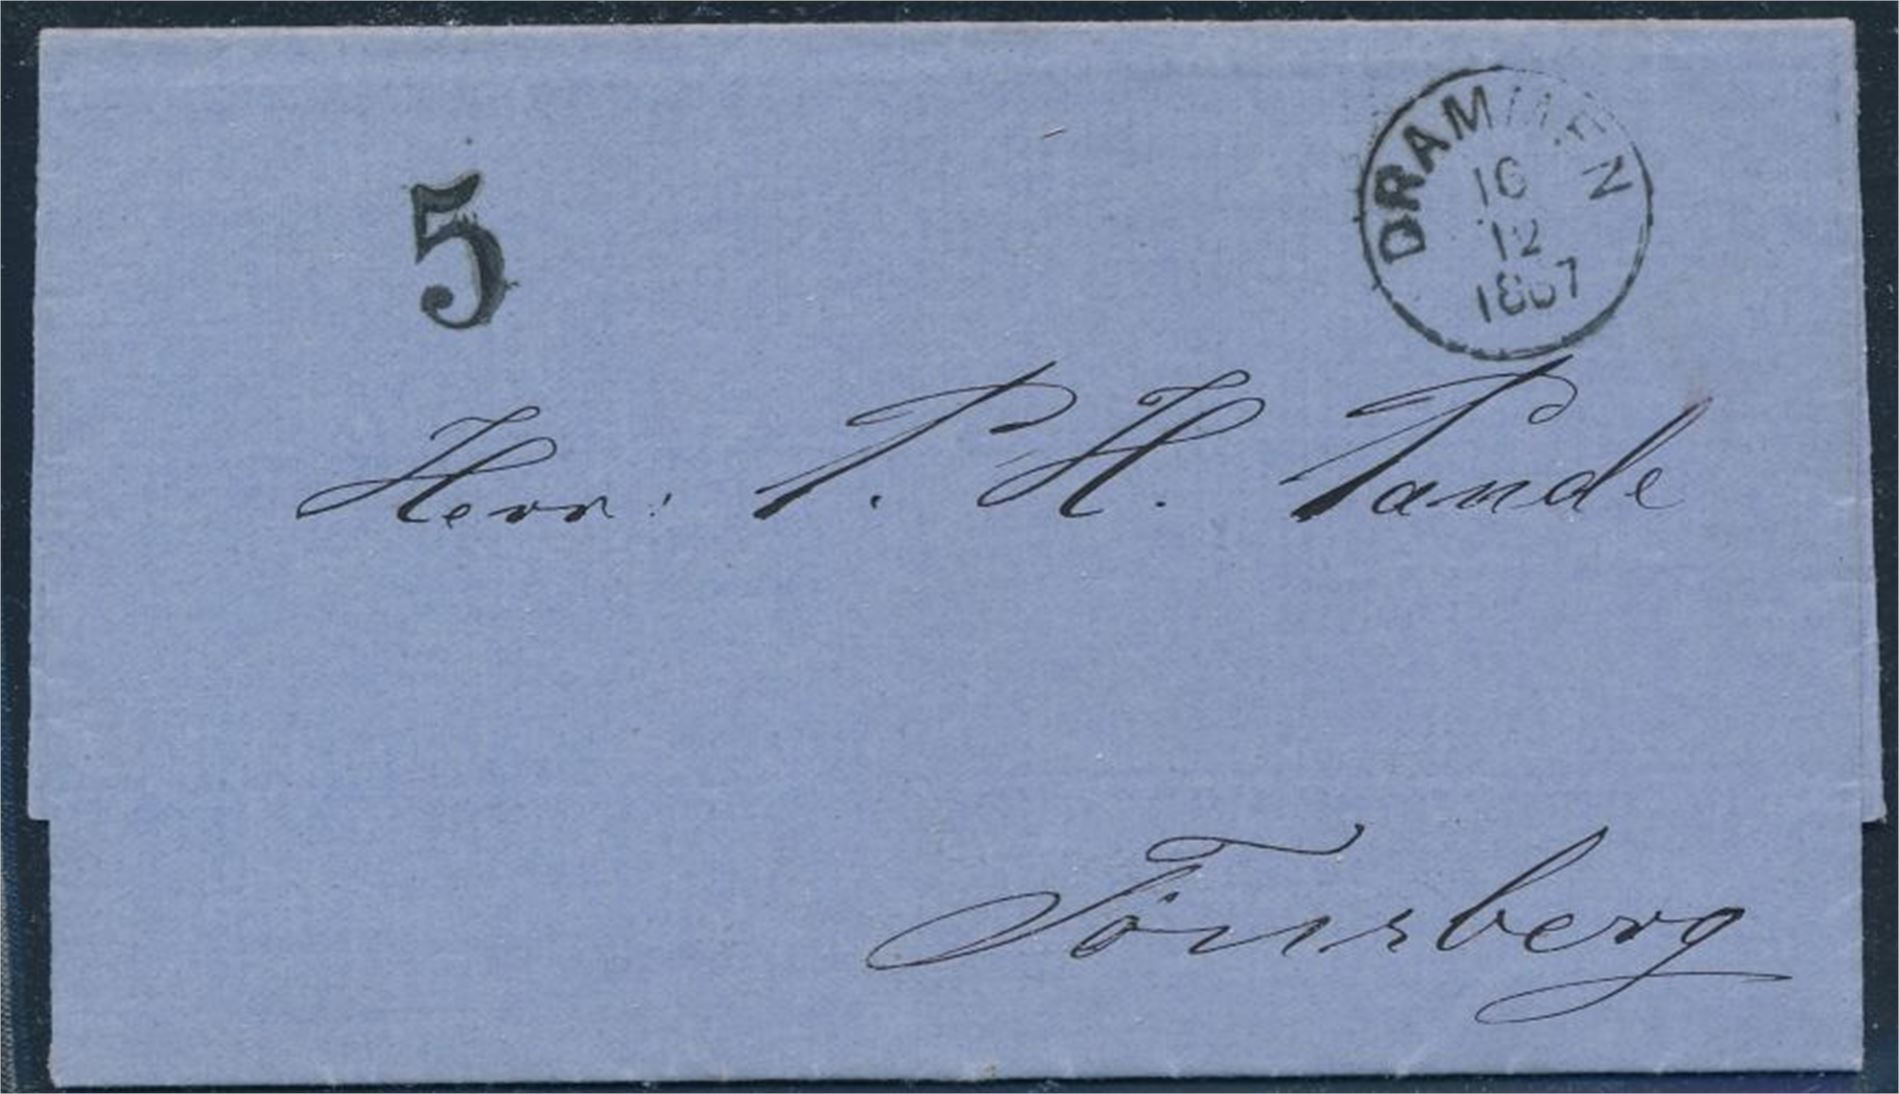 5
DRAMMEN
16
12
1867
Herr: P. H. Tande
Tönsberg